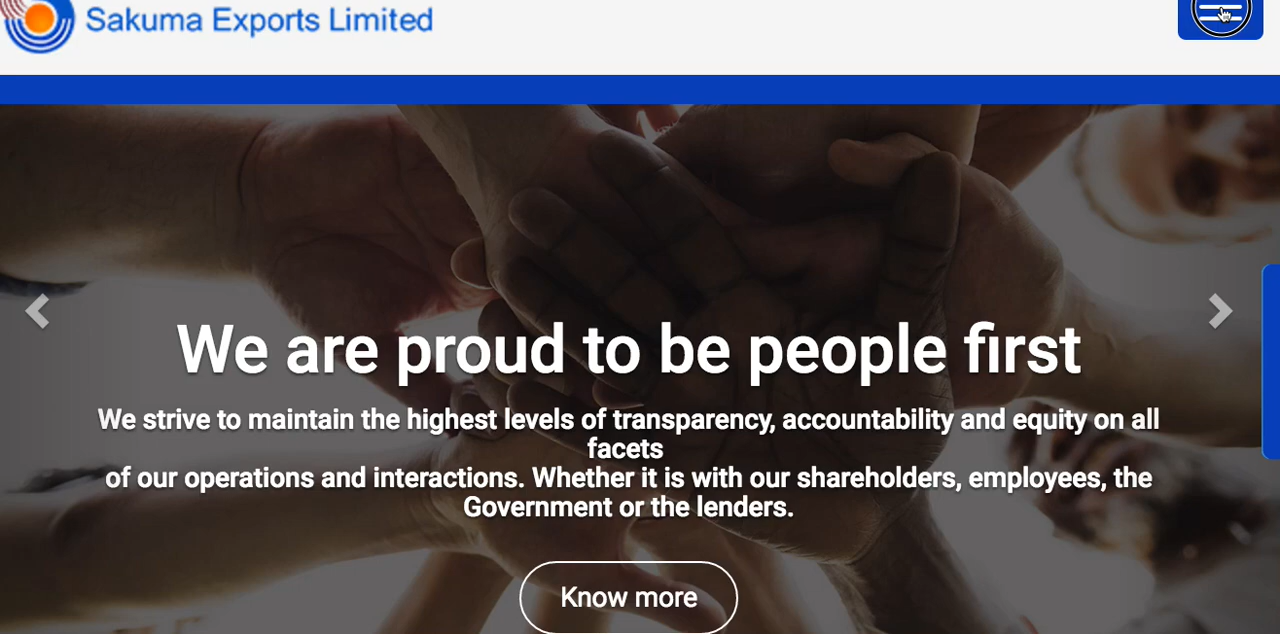 Sakuma Exports Limited
We are proud to be people first
We strive to maintain the highest levels of transparency, accountability and equity on all
facets
of our operations and interactions. Whether it is with our shareholders, employees, the
Government or the lenders.
Know more